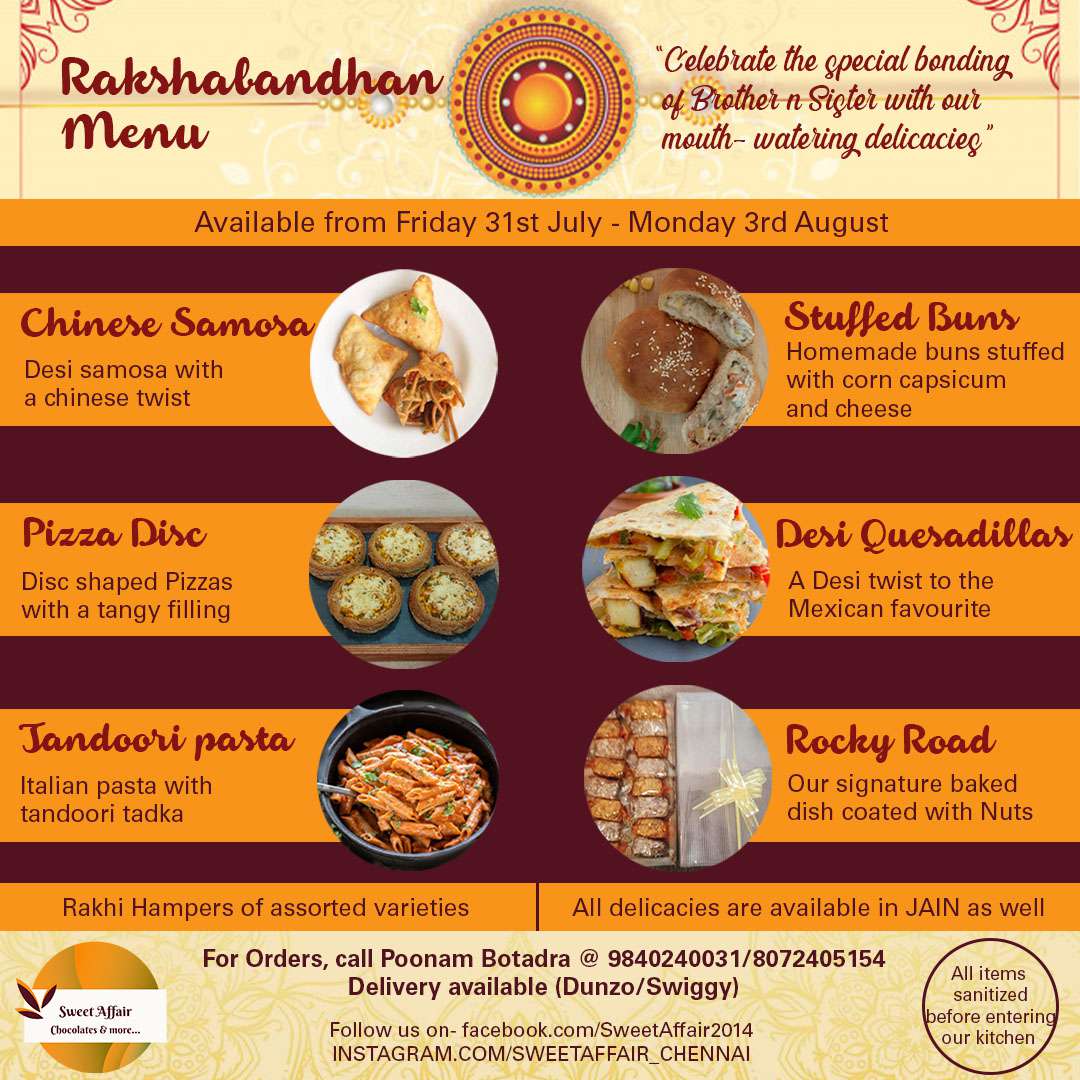 Rakshabandhan
Menu
"Celebrate the special bonding
of Brother n Sister with our
mouth- watering delicacies"
Available from Friday 31st July - Monday 3rd August
Chinese Samosa
Desi samosa with
a chinese twist
Stuffed Buns
Homemade buns stuffed
with corn capsicum
and cheese
Pizza Disc
Disc shaped Pizzas
with a tangy filling
Desi Quesadillas
A Desi twist to the
Mexican favourite
Tandoori pasta
Italian pasta with
tandoori tadka
Rocky Road
Our signature baked
dish coated with Nuts
Rakhi Hampers of assorted varieties
All delicacies are available in JAIN as well
For Orders, call Poonam Botadra @ 9840240031/8072405154
Delivery available (Dunzo/Swiggy)
Follow us on- facebook.com/SweetAffair2014
INSTAGRAM.COM/SWEETAFFAIR_CHENNAI
Sweet Affair
Chocolates & more...
All items
sanitized
before entering
our kitchen